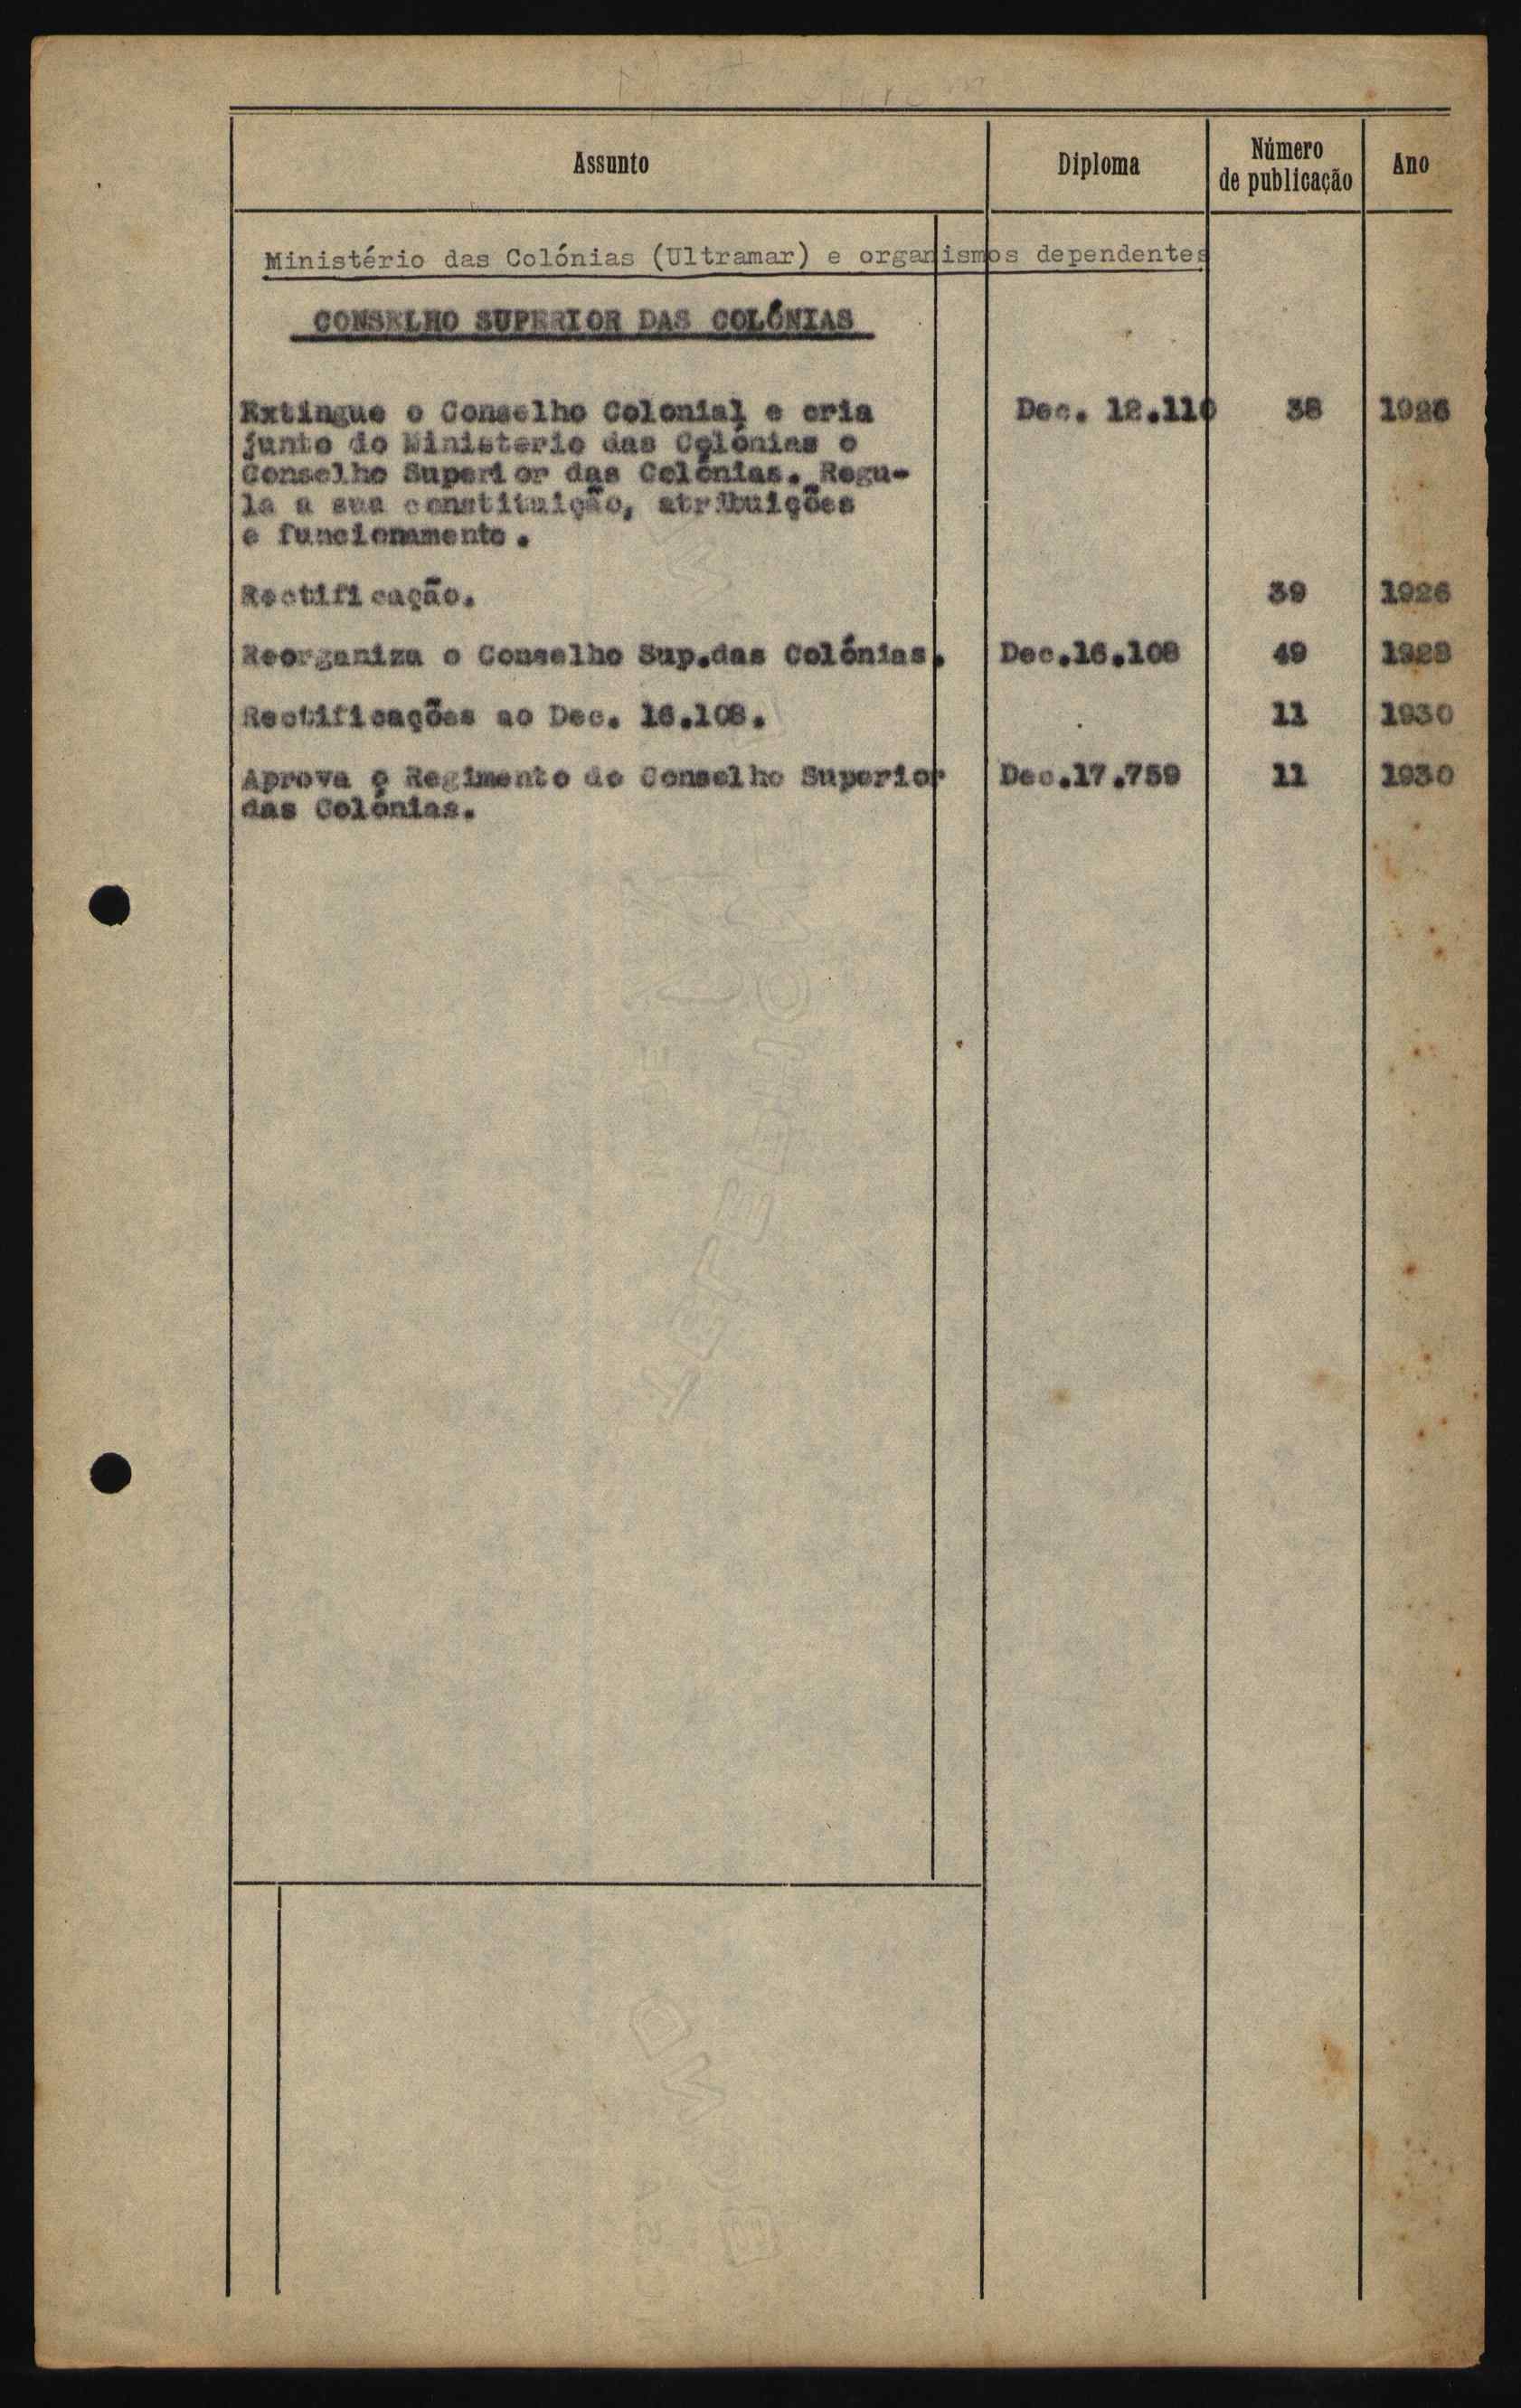 Assunto Diploma Número de publicação Ano
Ministério das Colónias (Ultramar) e organismos dependentes
CONSELHO SUPERIOR DAS COLÓNIAS
Extingue o Conselho Colonial e cria Dec. 12.110 38 1926
junto do Ministerio das Colónias o
Conselho Superior das Colónias. Regu-
la a sua constituição, atribuições
e funcionamento.
Rectificação. 39 1926
Reorganiza o Conselho Sup.das Colónias. Dec.16.108 49 1928
Rectificações ao Dec. 16.108. 11 1930
Aprova o Regimento do Conselho Superior Dec.17.759 11 1930
das Colónias.